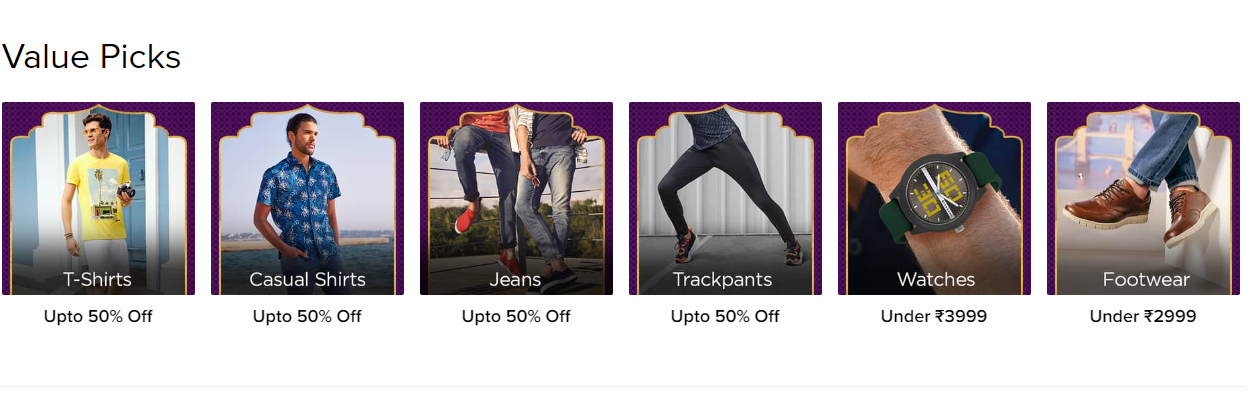 Value Picks
T-Shirts
Upto 50% Off
Casual Shirts
Upto 50% Off
Jeans
Upto 50% Off
Trackpants
Upto 50% Off
Watches
Under ₹3999
Footwear
Under ₹2999